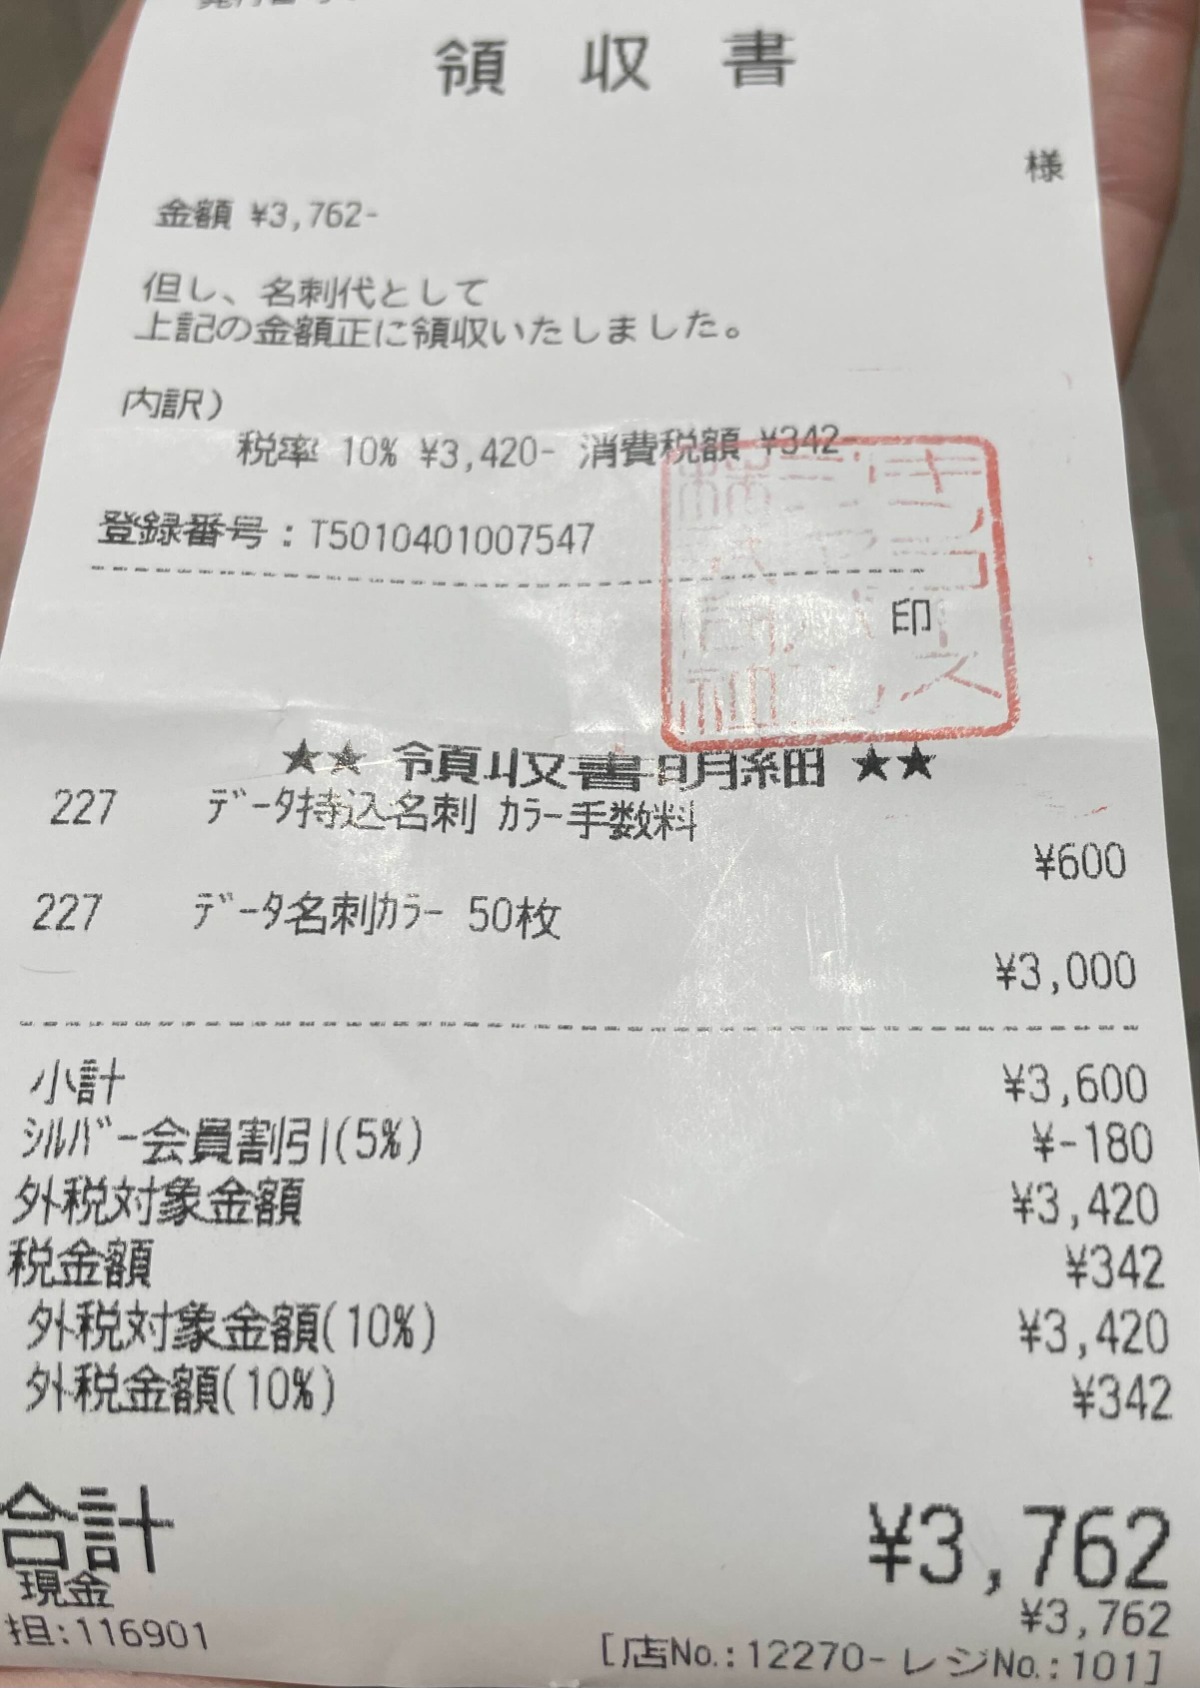 領収書
様
金額 ¥3,762-
但し、名刺代として
上記の金額正に領収いたしました。
内訳)
税率 10% ¥3,420- 消費税額 ¥342
登録番号:T5010401007547
印
★★ 領収書明細 ★★
227 データ持込名刺 カラー手数料
¥600
227 データ名刺カラー 50枚
¥3,000
小計 ¥3,600
シルバー会員割引(5%) ¥-180
外税対象金額 ¥3,420
税金額 ¥342
外税対象金額(10%) ¥3,420
外税金額(10%) ¥342
合計 ¥3,762
現金 ¥3,762
担:116901
[店No.:12270-レジNo.:101]